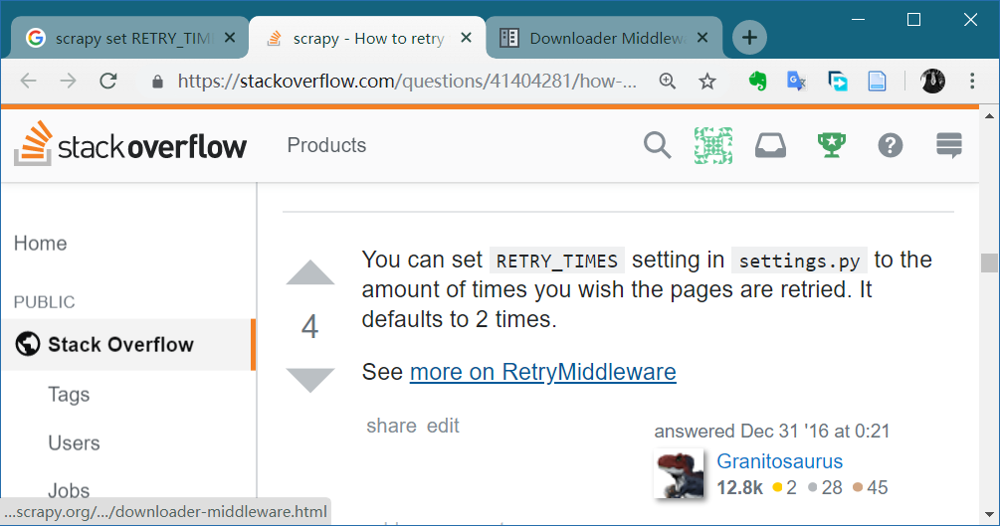 scrapy set RETRY_TIM
scrapy - How to retry
Downloader Middlew
https://stackoverflow.com/questions/41404281/how-...
stackoverflow
Products
Home
PUBLIC
Stack Overflow
Tags
Users
Jobs
4
You can set RETRY_TIMES setting in settings.py to the
amount of times you wish the pages are retried. It
defaults to 2 times.
See more on RetryMiddleware
share edit
answered Dec 31 '16 at 0:21
Granitosaurus
12.8k 2 28 45
...scrapy.org/.../downloader-middleware.html